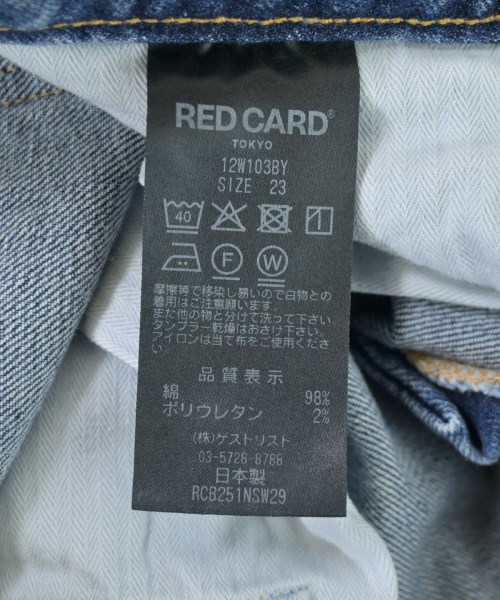 RED CARD®
TOKYO
12W103BY
SIZE 23
40
F W
摩擦等で移染し易いので白物との
着用はご注意願います。
また他の物と分けて洗って下さい
タンブラー乾燥はおさけ下さい。
アイロンは当て布をご使用くださ
い
品質表示
綿 98%
ポリウレタン 2%
(株)ゲストリスト
03-5728-8788
日本製
RCB251NSW29